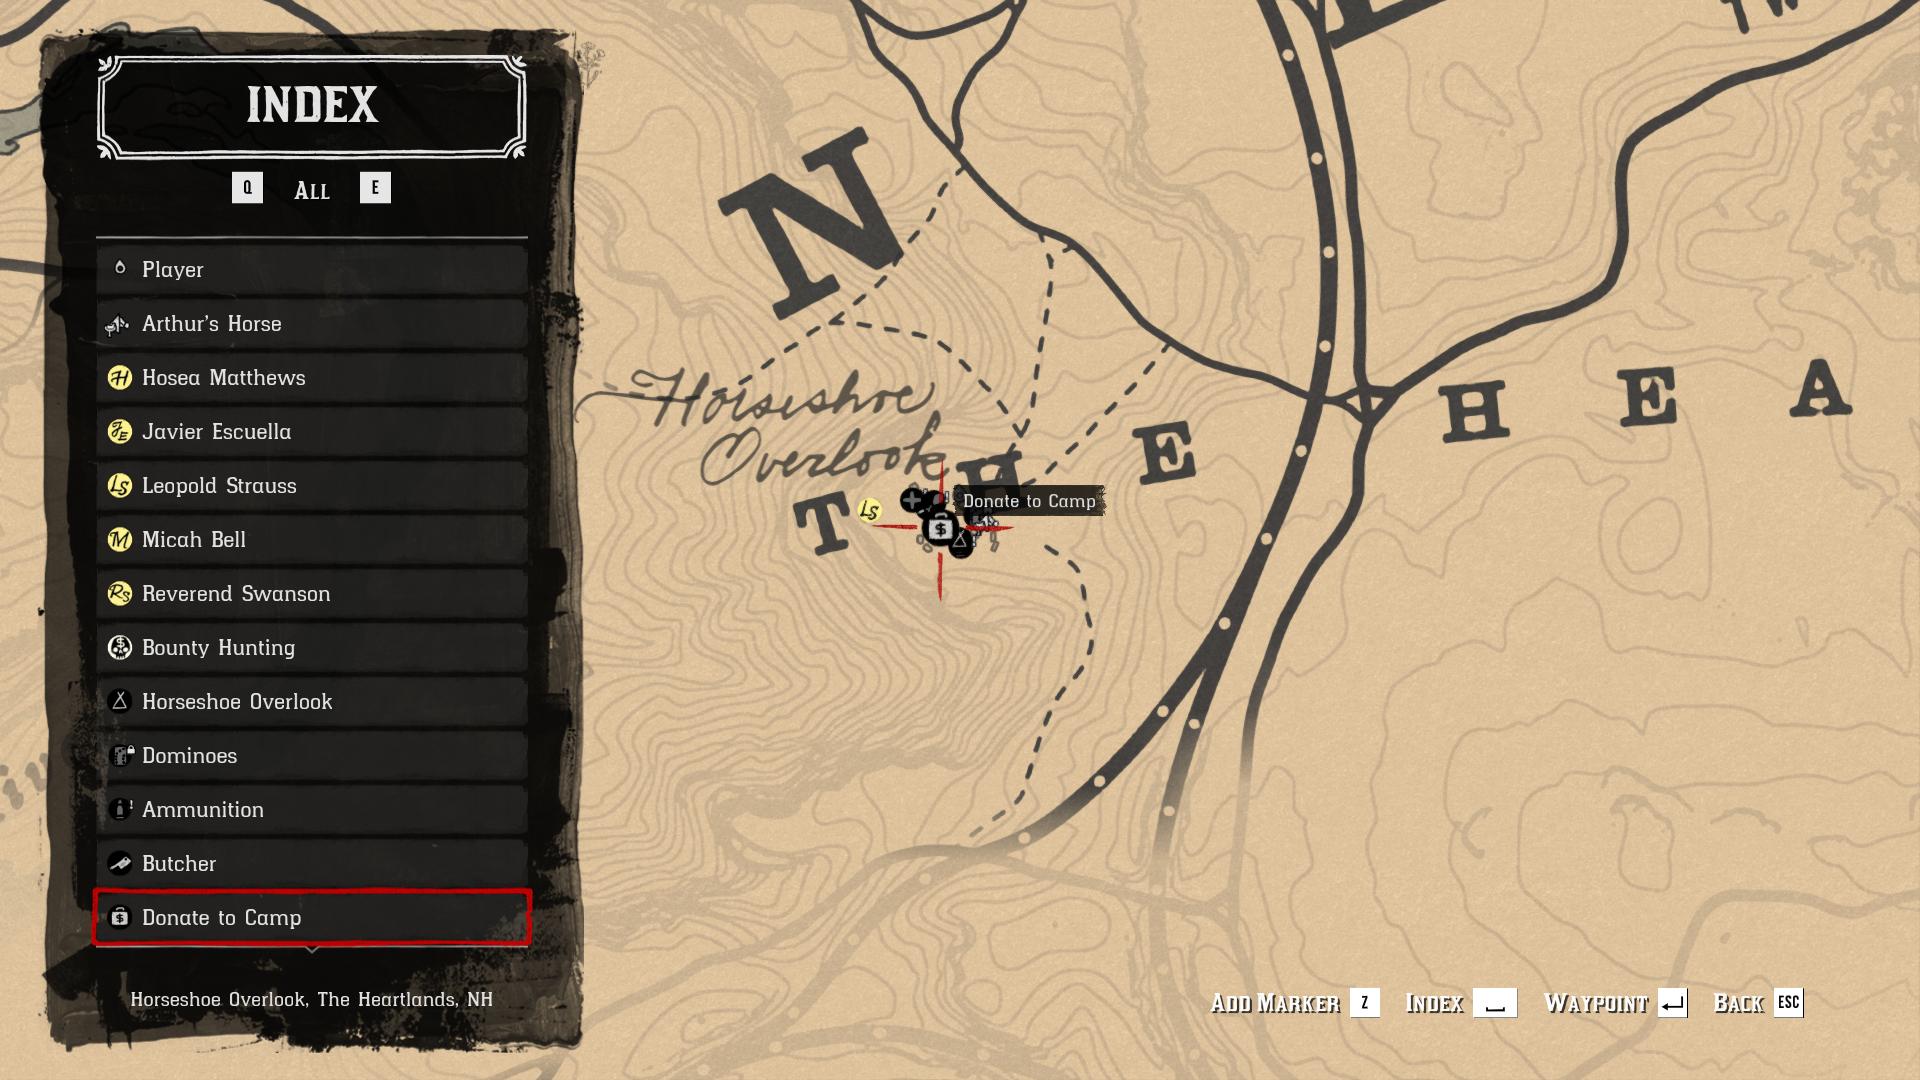 INDEX
Q All E
Player
Arthur's Horse
Hosea Matthews
Javier Escuella
Leopold Strauss
Micah Bell
Reverend Swanson
Bounty Hunting
Horseshoe Overlook
Dominoes
Ammunition
Butcher
Donate to Camp
Horseshoe Overlook, The Heartlands, NH
N
Horseshoe
Overlook
T H E H E A
LS
Donate to Camp
Add Marker Z Index Waypoint Back ESC